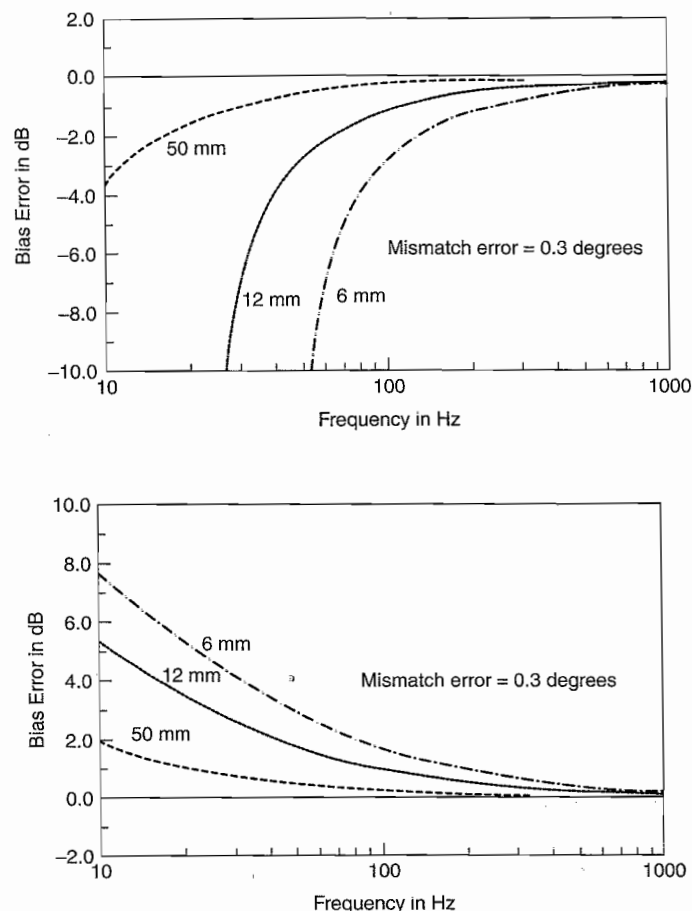 2.0
0.0
-2.0
-4.0
-6.0
-8.0
-10.0
Bias Error in dB
50 mm
12 mm
6 mm
Mismatch error = 0.3 degrees
10
100
1000
Frequency in Hz
10.0
8.0
6.0
4.0
2.0
0.0
-2.0
Bias Error in dB
6 mm
12 mm
50 mm
Mismatch error = 0.3 degrees
10
100
1000
Frequency in Hz